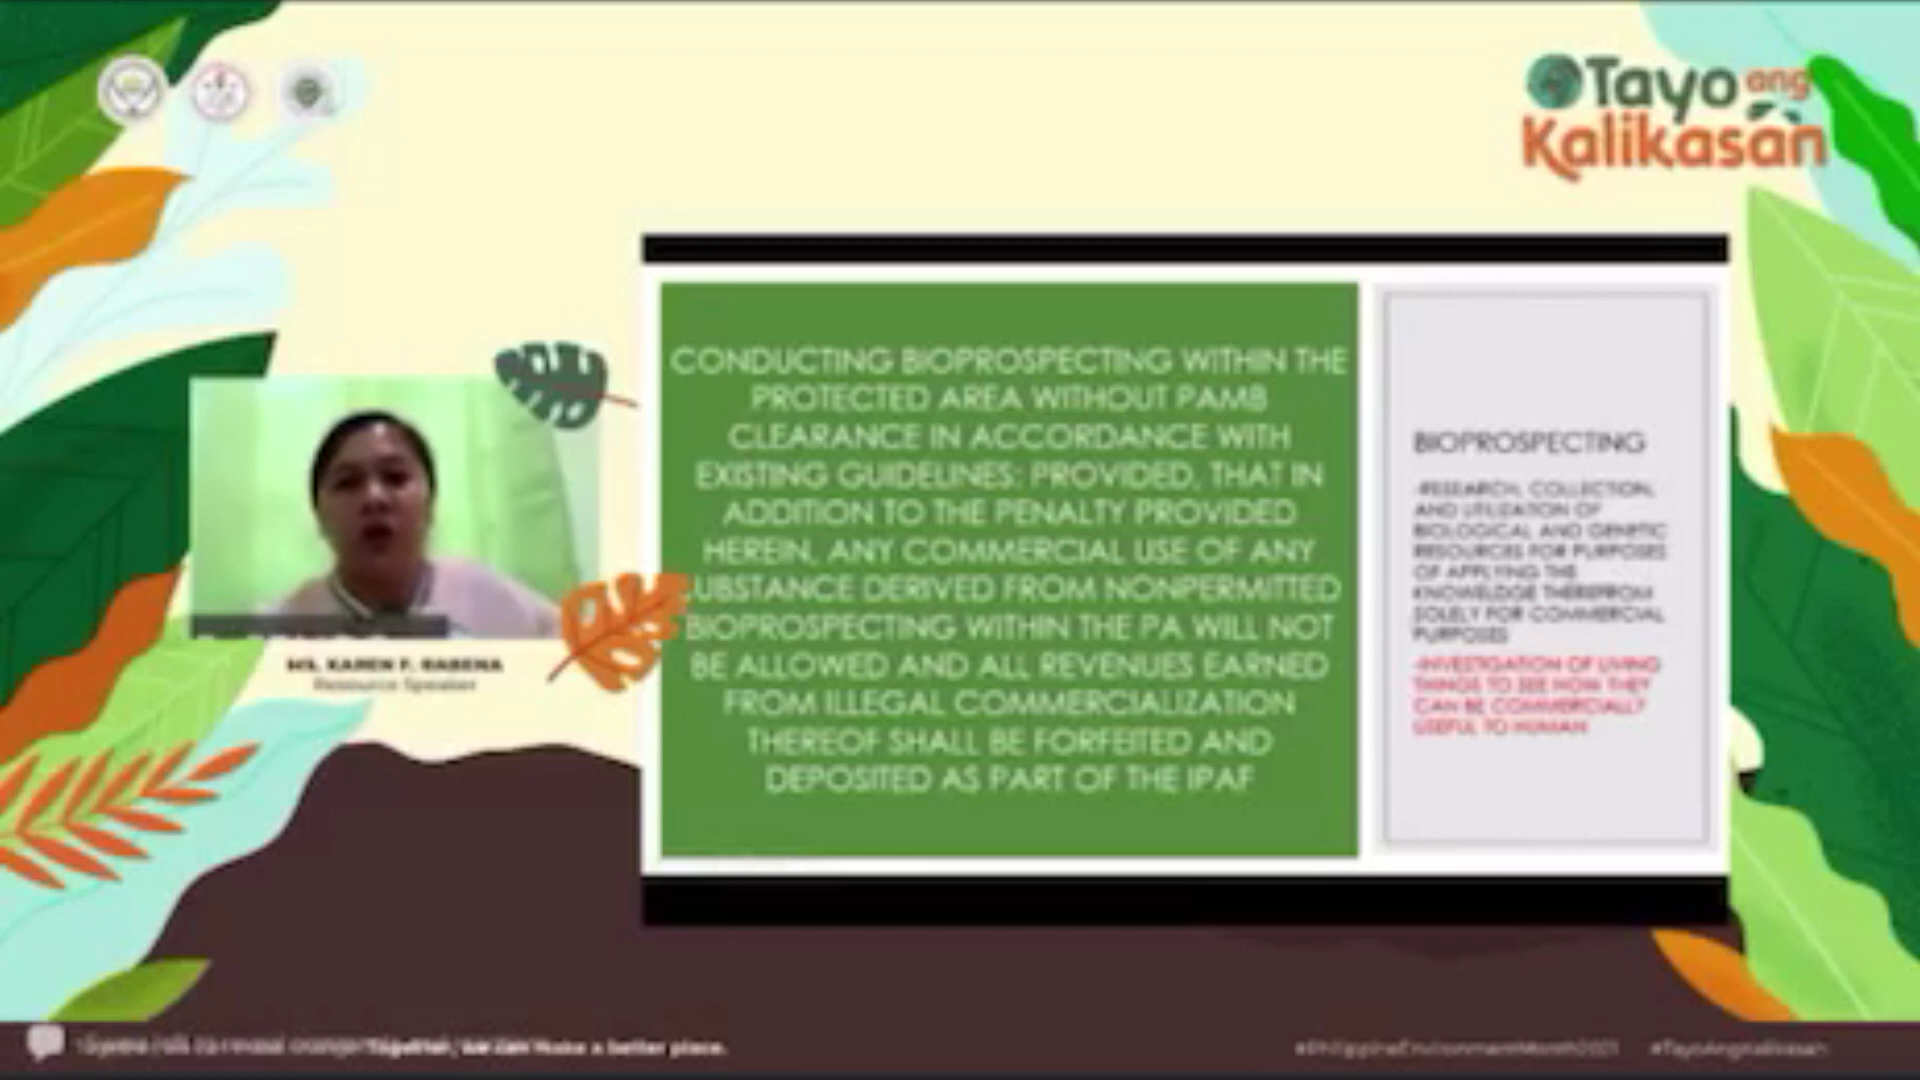 Tayo ang
Kalikasan
CONDUCTING BIOPROSPECTING WITHIN THE
PROTECTED AREA WITHOUT PAMB
CLEARANCE IN ACCORDANCE WITH
EXISTING GUIDELINES: PROVIDED, THAT IN
ADDITION TO THE PENALTY PROVIDED
HEREIN, ANY COMMERCIAL USE OF ANY
UBSTANCE DERIVED FROM NONPERMITTED
BIOPROSPECTING WITHIN THE PA WILL NOT
BE ALLOWED AND ALL REVENUES EARNED
FROM ILLEGAL COMMERCIALIZATION
THEREOF SHALL BE FORFEITED AND
DEPOSITED AS PART OF THE IPAF
BIOPROSPECTING
-RESEARCH, COLLECTION,
AND UTILIZATION OF
BIOLOGICAL AND GENETIC
RESOURCES FOR PURPOSES
OF APPLYING THE
KNOWELDGE THEREFROM
SOLELY FOR COMMERCIAL
PURPOSES
-INVESTIGATION OF LIVING
THINGS TO SEE HOW THEY
CAN BE COMMERCIALLY
USEFUL TO HUMAN
MS. KAREN F. RABENA
Resource Speaker
Together, we can make a better place.
#PhilippineEnvironmentMonth2021
#TayoAngKalikasan